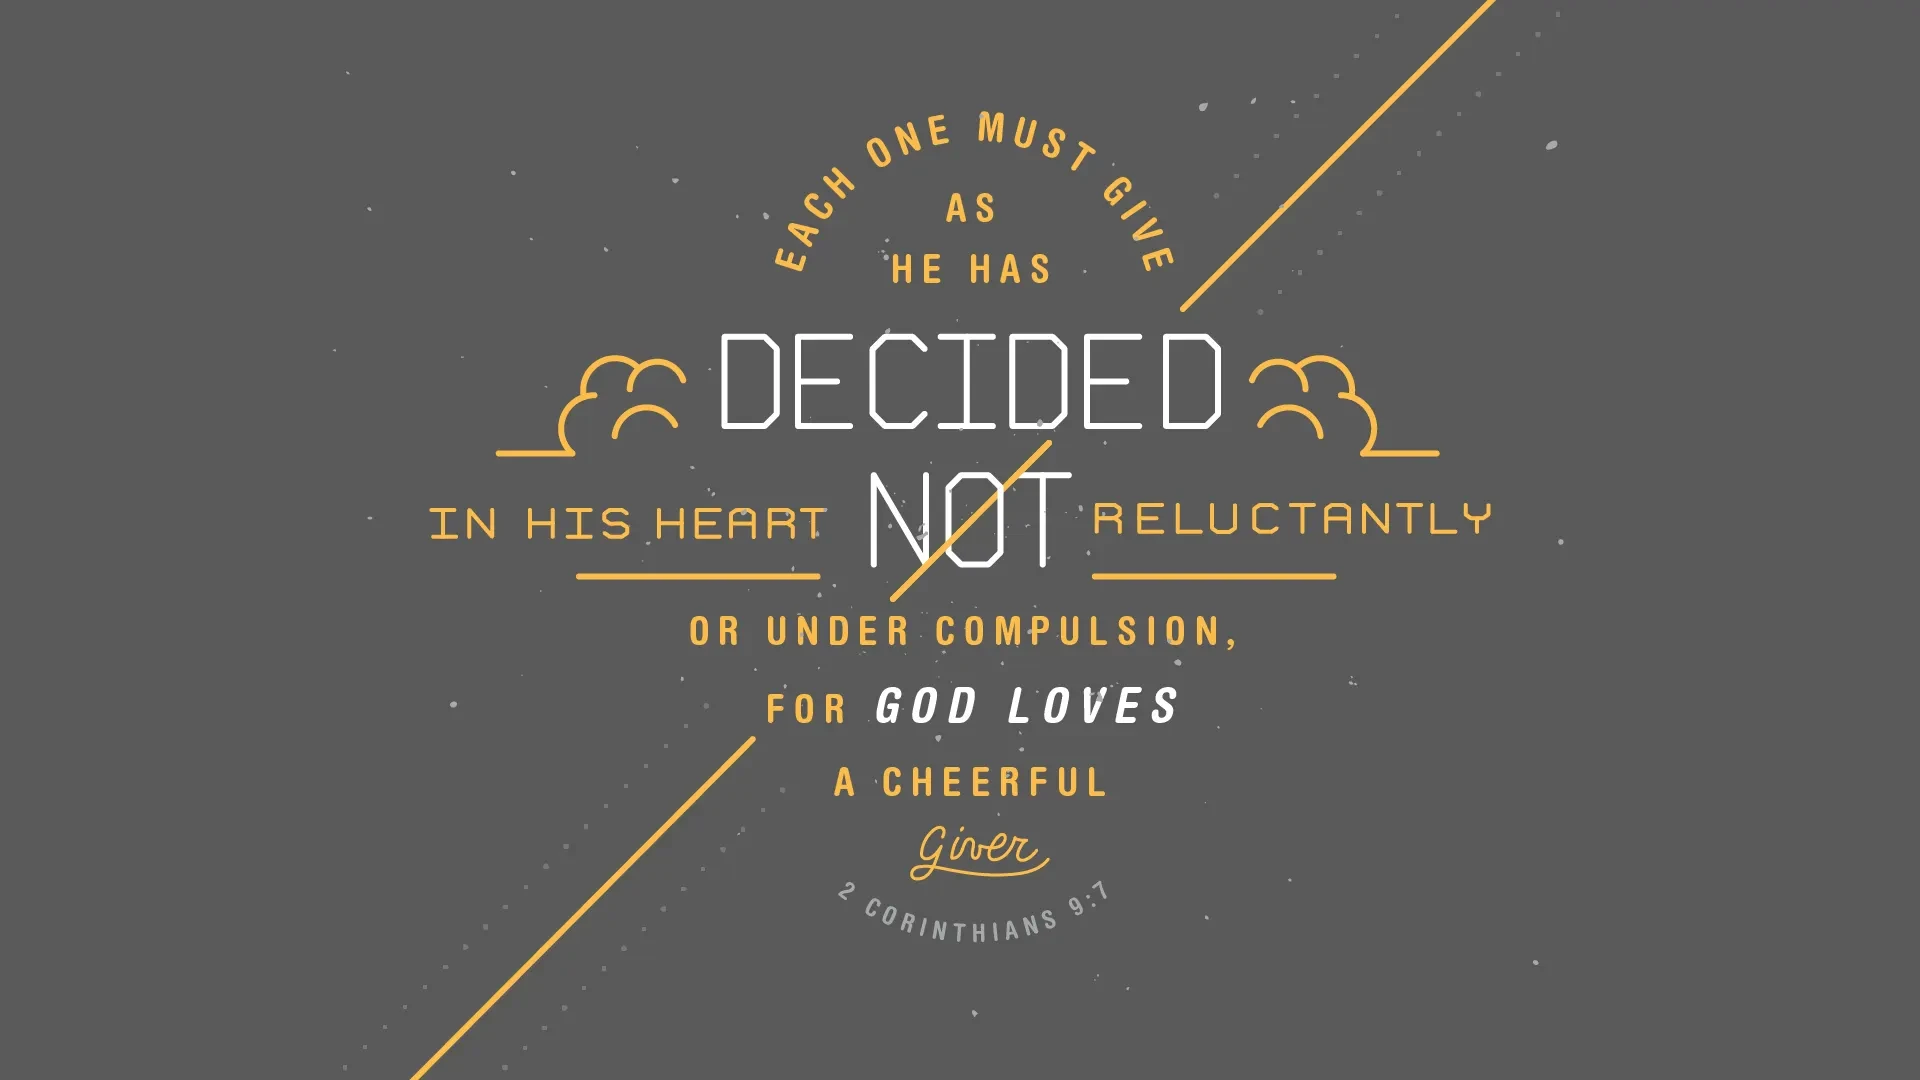 EACH ONE MUST GIVE
AS
HE HAS
DECIDED
IN HIS HEART NOT RELUCTANTLY
OR UNDER COMPULSION,
FOR GOD LOVES
A CHEERFUL
Giver
2 CORINTHIANS 9:7